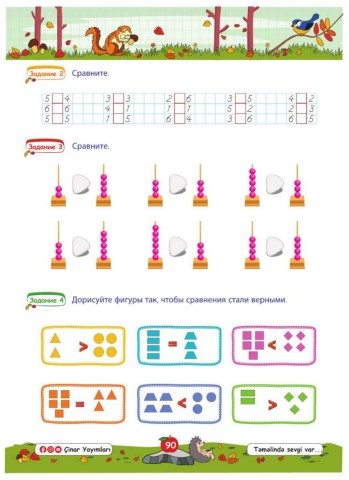 Задание 2 Сравните.
5 4 3 3 2 6 3 5 4 2
6 6 4 1 1 1 5 2 2 3
5 5 1 5 6 4 3 6 6 5
Задание 3 Сравните.
Задание 4 Дорисуйте фигуры так, чтобы сравнения стали верными.
> = <
= < >
Çinar Yayımları 90 Təməlində sevgi var...